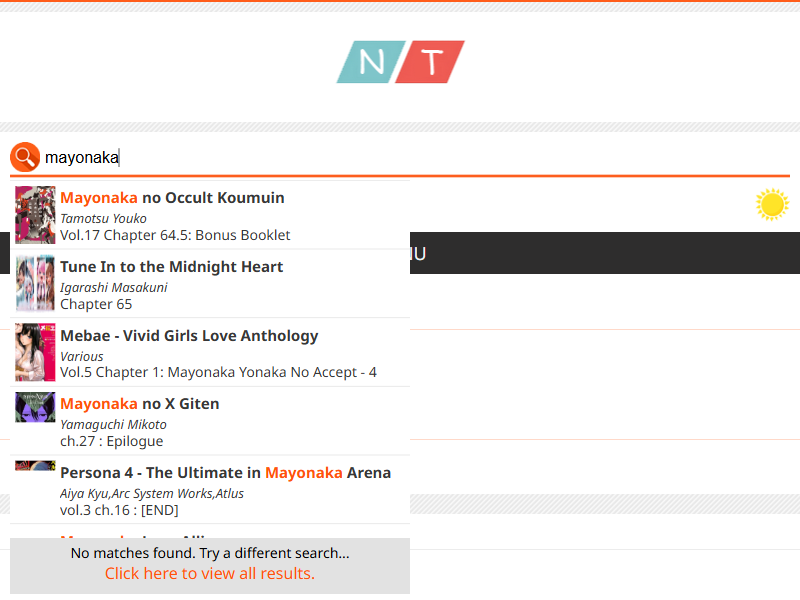 N T
mayonaka
Mayonaka no Occult Koumuin
Tamotsu Youko
Vol.17 Chapter 64.5: Bonus Booklet
NU
Tune In to the Midnight Heart
Igarashi Masakuni
Chapter 65
Mebae - Vivid Girls Love Anthology
Various
Vol.5 Chapter 1: Mayonaka Yonaka No Accept - 4
Mayonaka no X Giten
Yamaguchi Mikoto
ch.27 : Epilogue
Persona 4 - The Ultimate in Mayonaka Arena
Aiya Kyu,Arc System Works,Atlus
vol.3 ch.16 : [END]
No matches found. Try a different search...
Click here to view all results.